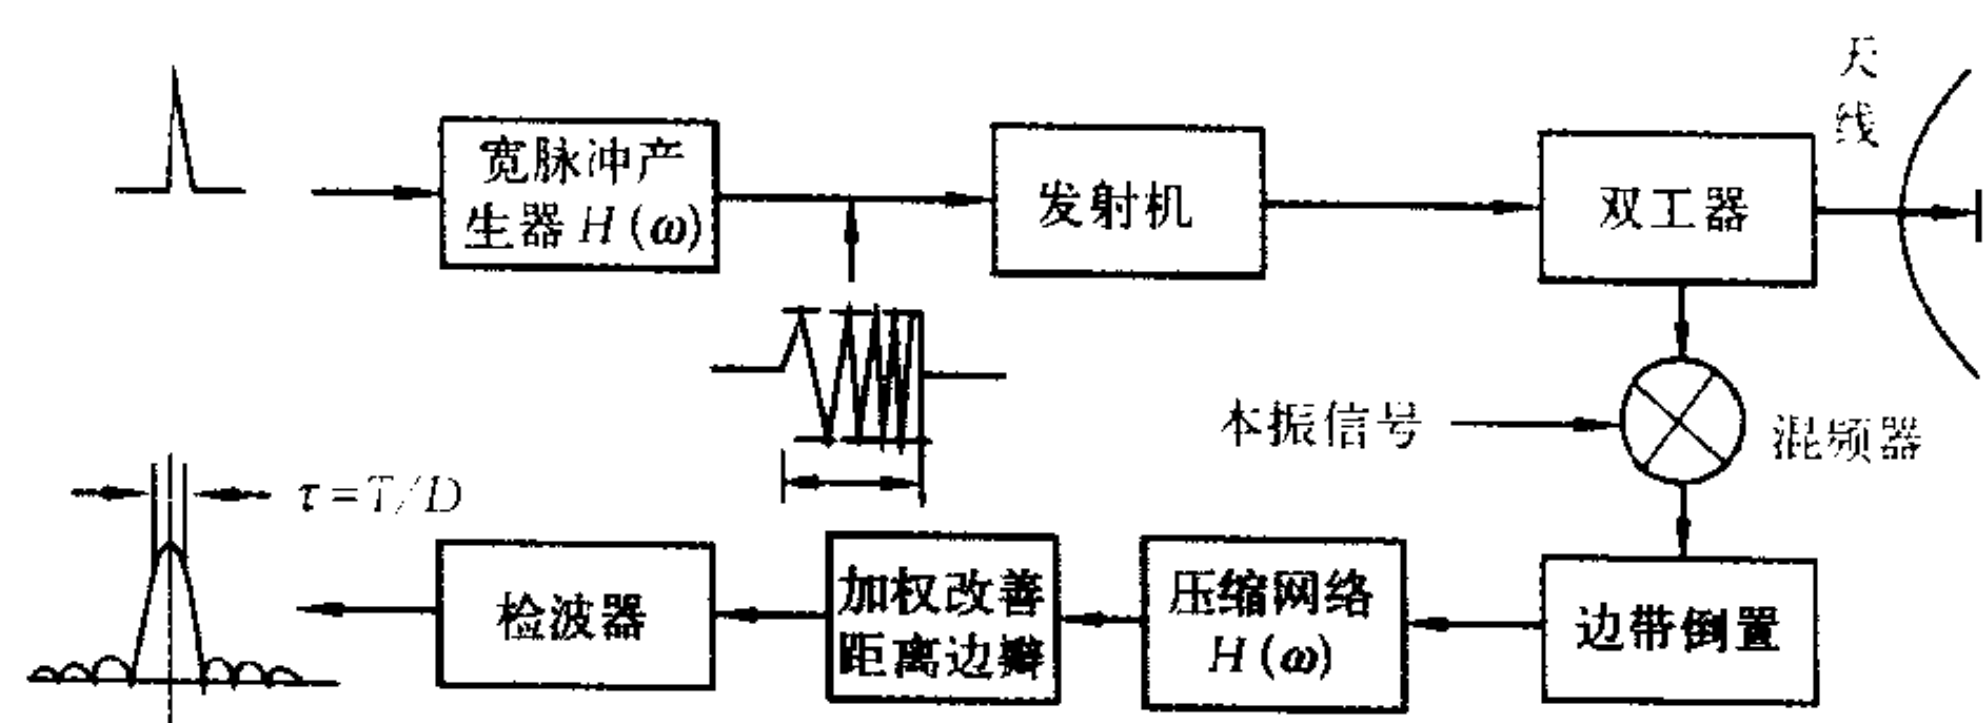 天
线
宽脉冲产
生器 H(ω)
发射机
双工器
本振信号
混频器
τ=T/D
检波器
加权改善
距离边瓣
压缩网络
H(ω)
边带倒置